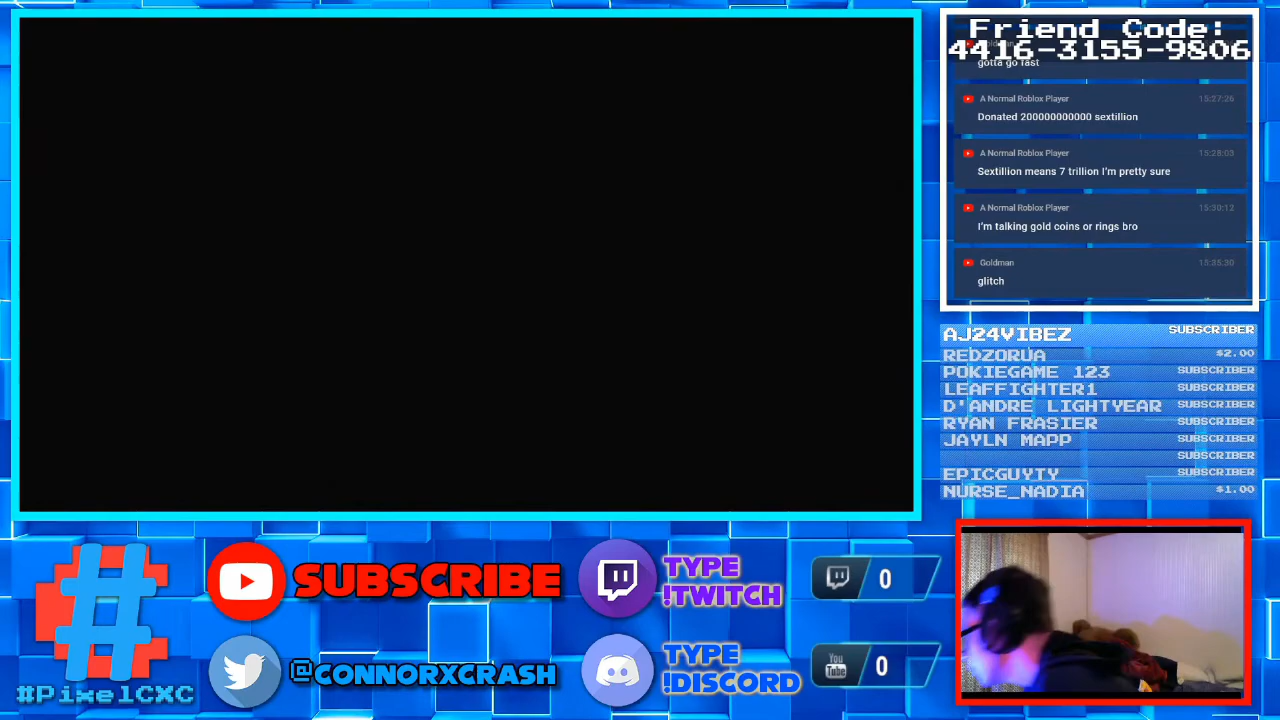 Friend Code:
4416-3155-9806
gotta go fast
A Normal Roblox Player 15:27:26
Donated 200000000000 sextillion
A Normal Roblox Player 15:28:03
Sextillion means 7 trillion I'm pretty sure
A Normal Roblox Player 15:30:12
I'm talking gold coins or rings bro
Goldman 15:35:30
glitch
AJ24VIBEZ SUBSCRIBER
REDZORUA $2.00
POKIEGAME 123 SUBSCRIBER
LEAFFIGHTER1 SUBSCRIBER
D'ANDRE LIGHTYEAR SUBSCRIBER
RYAN FRASIER SUBSCRIBER
JAYLN MAPP SUBSCRIBER
SUBSCRIBER
EPICGUYTY SUBSCRIBER
NURSE_NADIA $1.00
#PixelCXC
SUBSCRIBE
@CONNORXCRASH
TYPE
!TWITCH
TYPE
!DISCORD
0
You
Tube
0